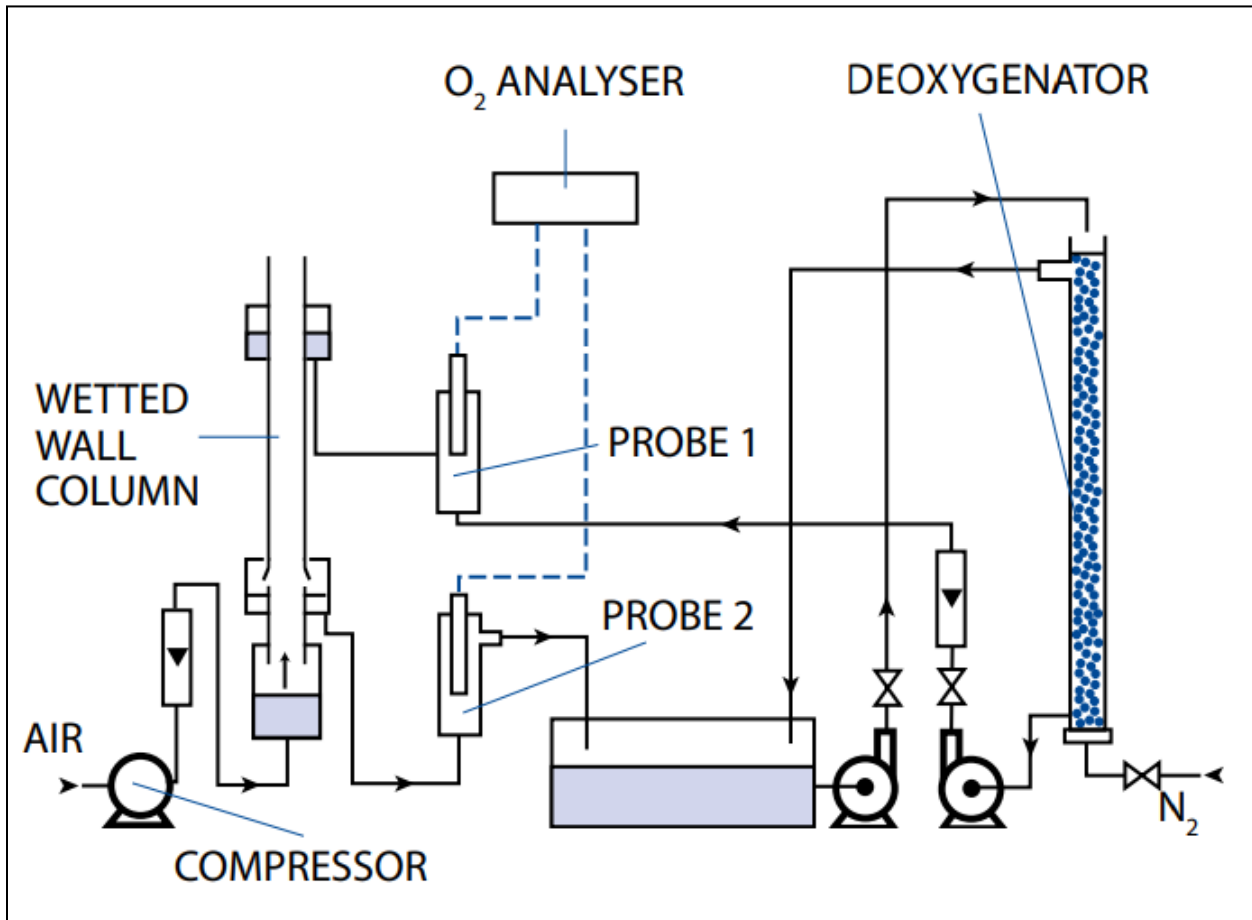 O₂ ANALYSER
DEOXYGENATOR
WETTED
WALL
COLUMN
PROBE 1
PROBE 2
AIR
N₂
COMPRESSOR